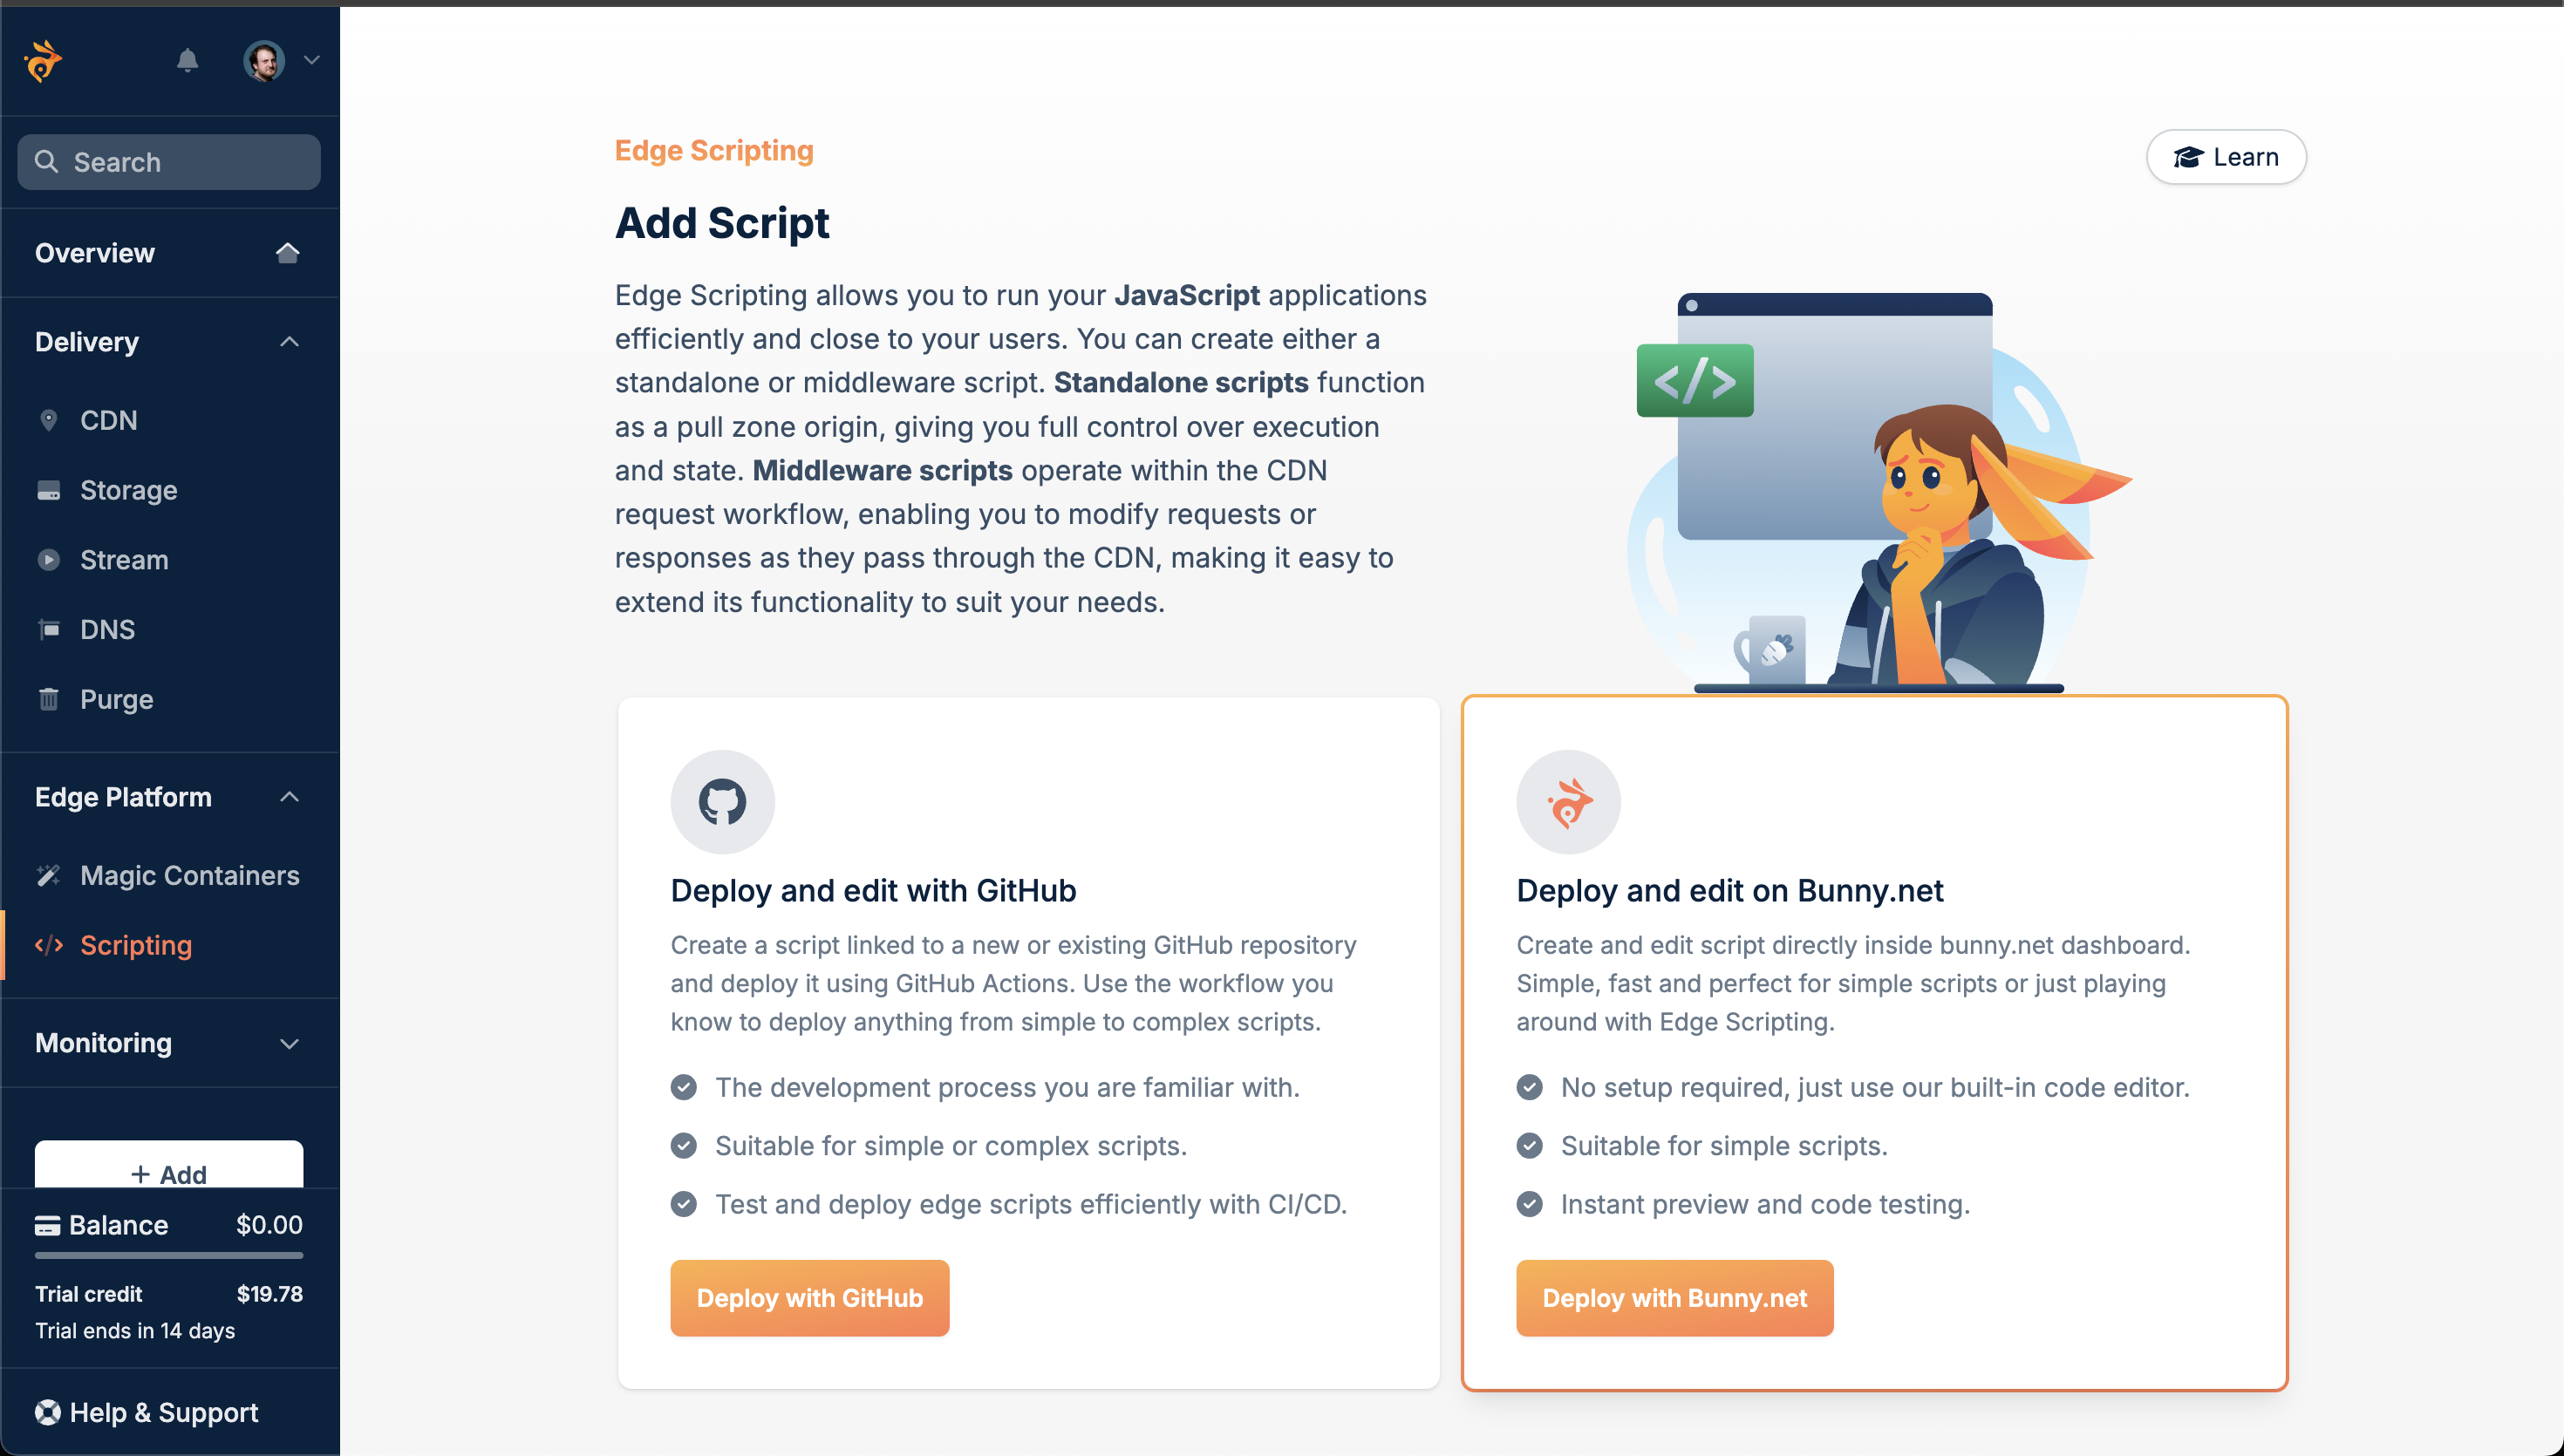 Search
Overview
Delivery
CDN
Storage
Stream
DNS
Purge
Edge Platform
Magic Containers
</> Scripting
Monitoring
+ Add
Balance $0.00
Trial credit $19.78
Trial ends in 14 days
Help & Support
Edge Scripting
Learn
Add Script
Edge Scripting allows you to run your JavaScript applications
efficiently and close to your users. You can create either a
standalone or middleware script. Standalone scripts function
as a pull zone origin, giving you full control over execution
and state. Middleware scripts operate within the CDN
request workflow, enabling you to modify requests or
responses as they pass through the CDN, making it easy to
extend its functionality to suit your needs.
</>
Deploy and edit with GitHub
Create a script linked to a new or existing GitHub repository
and deploy it using GitHub Actions. Use the workflow you
know to deploy anything from simple to complex scripts.
The development process you are familiar with.
Suitable for simple or complex scripts.
Test and deploy edge scripts efficiently with CI/CD.
Deploy with GitHub
Deploy and edit on Bunny.net
Create and edit script directly inside bunny.net dashboard.
Simple, fast and perfect for simple scripts or just playing
around with Edge Scripting.
No setup required, just use our built-in code editor.
Suitable for simple scripts.
Instant preview and code testing.
Deploy with Bunny.net